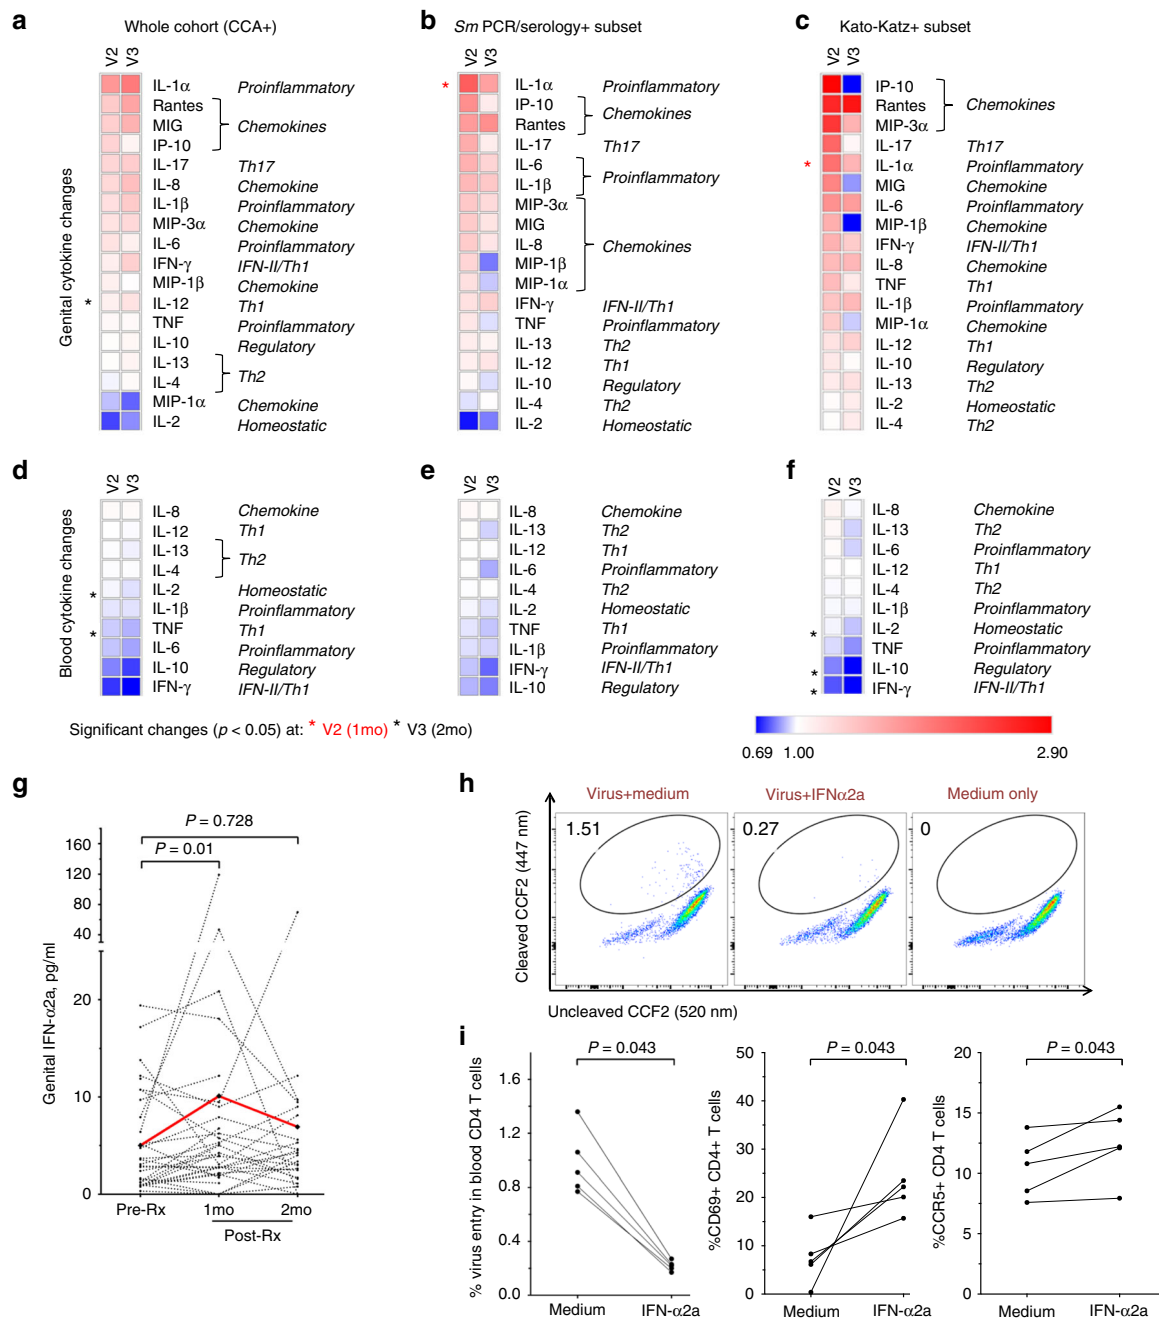 a Whole cohort (CCA+)
V2 V3
Genital cytokine changes
IL-1α Proinflammatory
Rantes
MIG Chemokines
IP-10
IL-17 Th17
IL-8 Chemokine
IL-1β Proinflammatory
MIP-3α Chemokine
IL-6 Proinflammatory
IFN-γ IFN-II/Th1
MIP-1β Chemokine
* IL-12 Th1
TNF Proinflammatory
IL-10 Regulatory
IL-13
IL-4 Th2
MIP-1α Chemokine
IL-2 Homeostatic
b Sm PCR/serology+ subset
V2 V3
* IL-1α Proinflammatory
IP-10
Rantes Chemokines
IL-17 Th17
IL-6
IL-1β Proinflammatory
MIP-3α
MIG
IL-8 Chemokines
MIP-1β
MIP-1α
IFN-γ IFN-II/Th1
TNF Proinflammatory
IL-13 Th2
IL-12 Th1
IL-10 Regulatory
IL-4 Th2
IL-2 Homeostatic
c Kato-Katz+ subset
V2 V3
IP-10
Rantes Chemokines
MIP-3α
IL-17 Th17
* IL-1α Proinflammatory
MIG Chemokine
IL-6 Proinflammatory
MIP-1β Chemokine
IFN-γ IFN-II/Th1
IL-8 Chemokine
TNF Th1
IL-1β Proinflammatory
MIP-1α Chemokine
IL-12 Th1
IL-10 Regulatory
IL-13 Th2
IL-2 Homeostatic
IL-4 Th2
d
V2 V3
Blood cytokine changes
IL-8 Chemokine
IL-12 Th1
IL-13
IL-4 Th2
* IL-2 Homeostatic
IL-1β Proinflammatory
* TNF Th1
IL-6 Proinflammatory
IL-10 Regulatory
IFN-γ IFN-II/Th1
e
V2 V3
IL-8 Chemokine
IL-13 Th2
IL-12 Th1
IL-6 Proinflammatory
IL-4 Th2
IL-2 Homeostatic
TNF Th1
IL-1β Proinflammatory
IFN-γ IFN-II/Th1
IL-10 Regulatory
f
V2 V3
IL-8 Chemokine
IL-13 Th2
IL-6 Proinflammatory
IL-12 Th1
IL-4 Th2
IL-1β Proinflammatory
* IL-2 Homeostatic
TNF Proinflammatory
* IL-10 Regulatory
* IFN-γ IFN-II/Th1
Significant changes (p < 0.05) at: * V2 (1mo) * V3 (2mo)
0.69 1.00 2.90
g
Genital IFN-α2a, pg/ml
160
120
80
40
20
10
0
P = 0.728
P = 0.01
Pre-Rx 1mo 2mo
Post-Rx
h
Virus+medium Virus+IFNα2a Medium only
1.51 0.27 0
Cleaved CCF2 (447 nm)
Uncleaved CCF2 (520 nm)
i
% virus entry in blood CD4 T cells
1.6
1.2
0.8
0.4
0.0
P = 0.043
Medium IFN-α2a
%CD69+ CD4+ T cells
50
40
30
20
10
0
P = 0.043
Medium IFN-α2a
%CCR5+ CD4 T cells
20
15
10
5
0
P = 0.043
Medium IFN-α2a